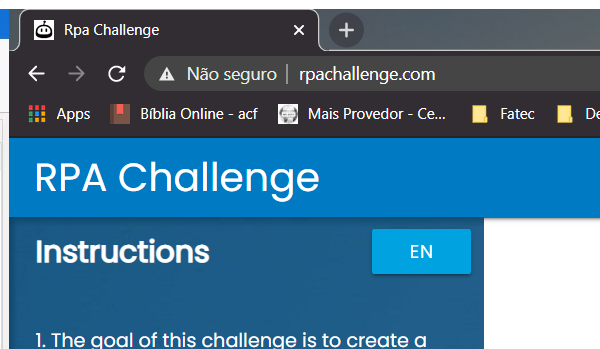 Rpa Challenge
Não seguro | rpachallenge.com
Apps Bíblia Online - acf Mais Provedor - Ce... Fatec
RPA Challenge
Instructions EN
1. The goal of this challenge is to create a